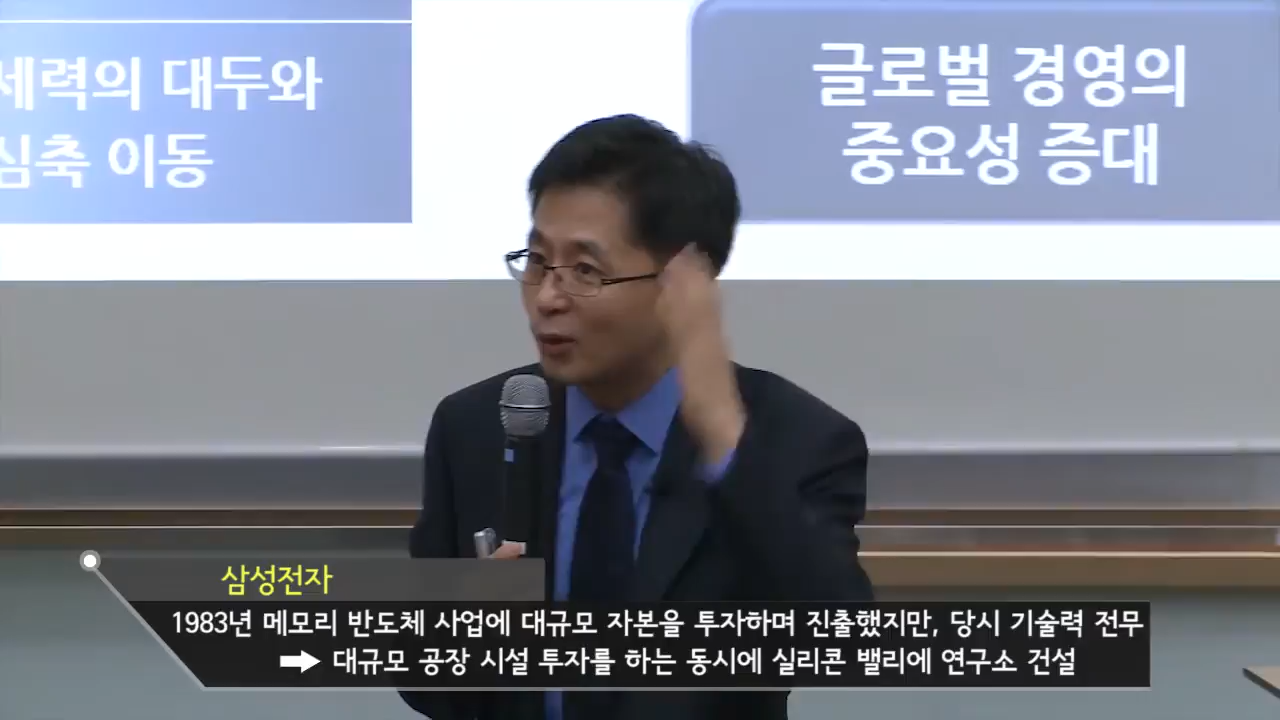 세력의 대두와
심축 이동
글로벌 경영의
중요성 증대
삼성전자
1983년 메모리 반도체 사업에 대규모 자본을 투자하며 진출했지만, 당시 기술력 전무
➡ 대규모 공장 시설 투자를 하는 동시에 실리콘 밸리에 연구소 건설